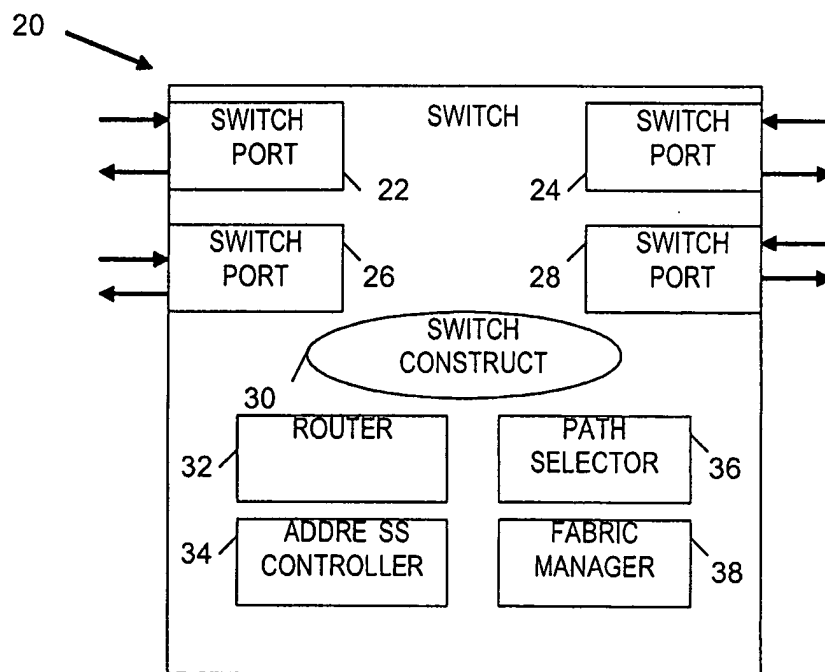 20
SWITCH
SWITCH
PORT
22
SWITCH
PORT
24
SWITCH
PORT
26
SWITCH
PORT
28
SWITCH
CONSTRUCT
30
ROUTER
32
PATH
SELECTOR
36
ADDRE SS
CONTROLLER
34
FABRIC
MANAGER
38